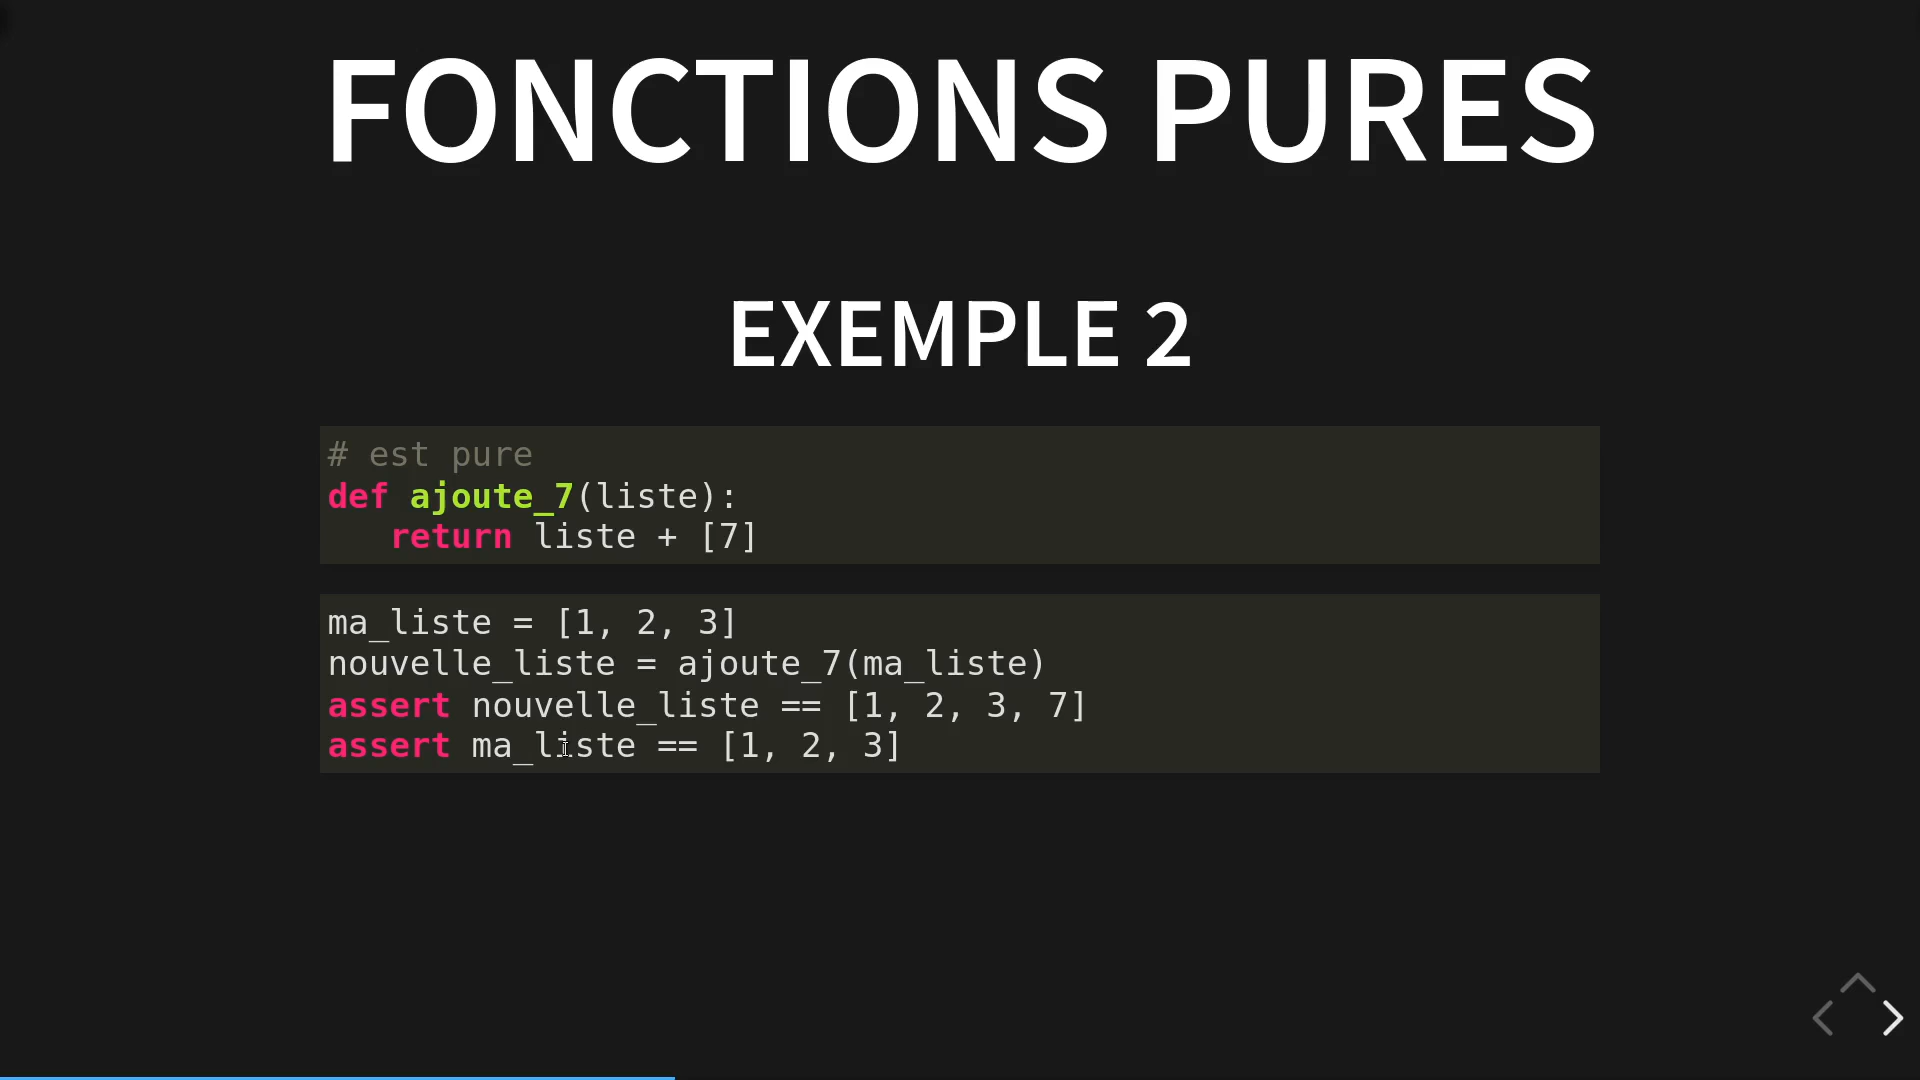 FONCTIONS PURES
EXEMPLE 2
# est pure
def ajoute_7(liste):
   return liste + [7]
ma_liste = [1, 2, 3]
nouvelle_liste = ajoute_7(ma_liste)
assert nouvelle_liste == [1, 2, 3, 7]
assert ma_liste == [1, 2, 3]